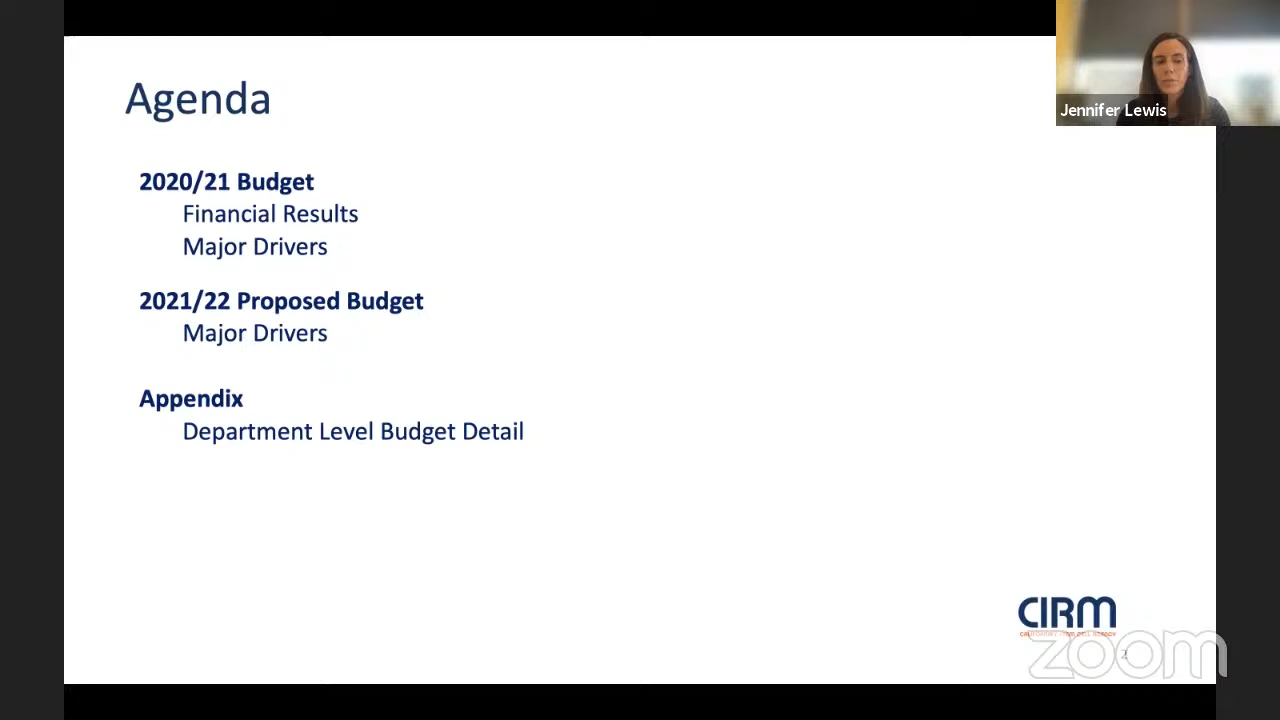 Agenda
Jennifer Lewis
2020/21 Budget
Financial Results
Major Drivers
2021/22 Proposed Budget
Major Drivers
Appendix
Department Level Budget Detail
CIRM
zoom
2